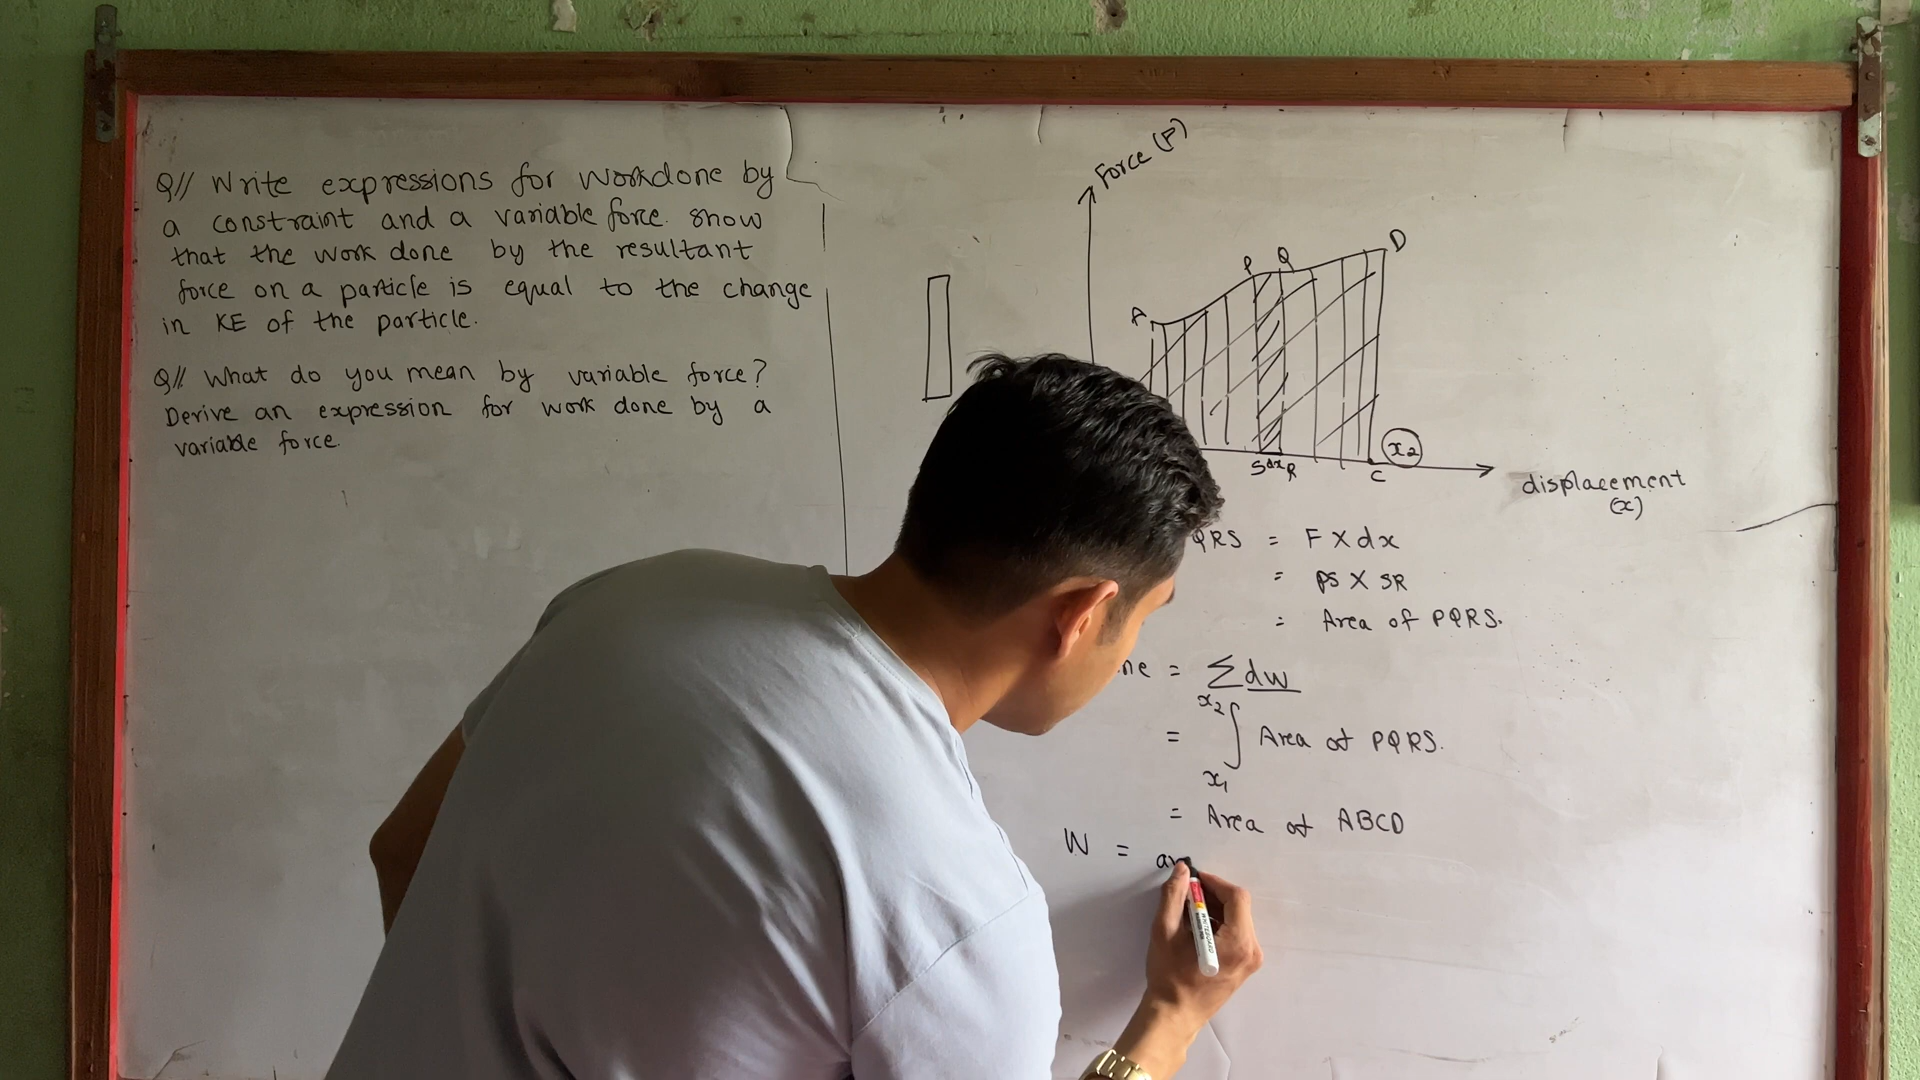 Q// Write expressions for workdone by
a constraint and a variable force. show
that the work done by the resultant
force on a particle is equal to the change
in KE of the particle.
Q// What do you mean by variable force?
Derive an expression for work done by a
variable force.
Force (F)
A
P Q
D
S dx R
C
x2
displacement
(x)
QRS = F X dx
= PS X SR
= Area of PQRS.
= Σdw
x2
= ∫ Area of PQRS.
x1
= Area of ABCD
W =
WHITEBOARD